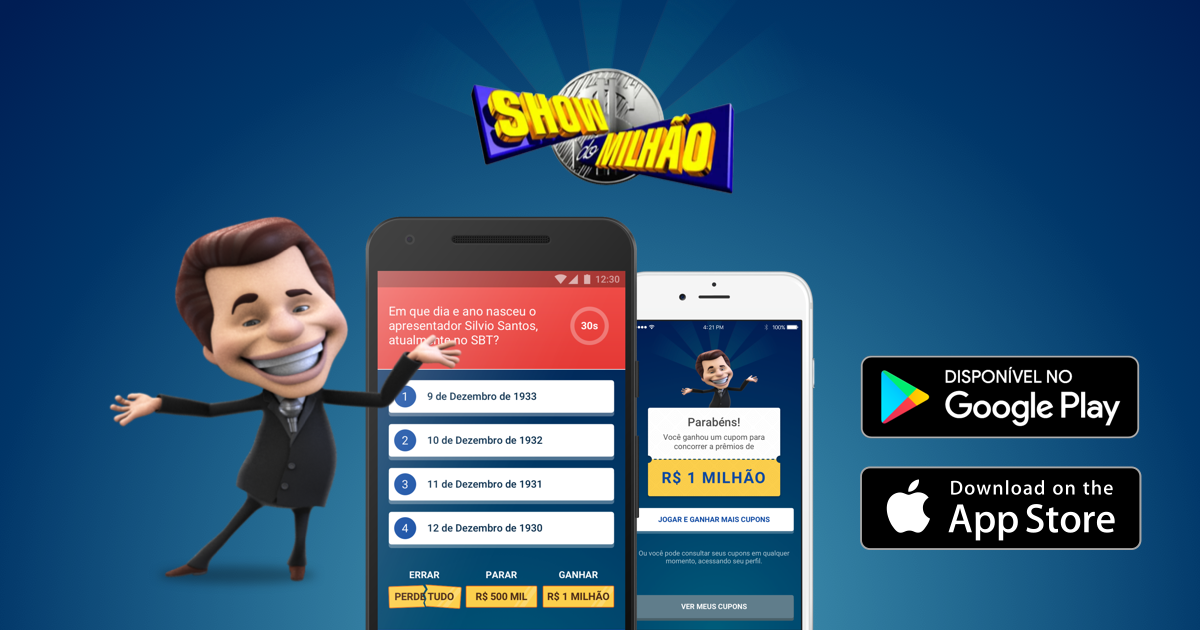 SHOW
do MILHÃO
12:30
Em que dia e ano nasceu o
apresentador Silvio Santos,
atualmente no SBT?
30s
1 9 de Dezembro de 1933
2 10 de Dezembro de 1932
3 11 de Dezembro de 1931
4 12 de Dezembro de 1930
ERRAR PARAR GANHAR
PERDE TUDO R$ 500 MIL R$ 1 MILHÃO
4:21 PM 100%
Parabéns!
Você ganhou um cupom para
concorrer a prêmios de
R$ 1 MILHÃO
JOGAR E GANHAR MAIS CUPONS
Ou você pode consultar seus cupons em qualquer
momento, acessando seu perfil.
VER MEUS CUPONS
DISPONÍVEL NO
Google Play
Download on the
App Store